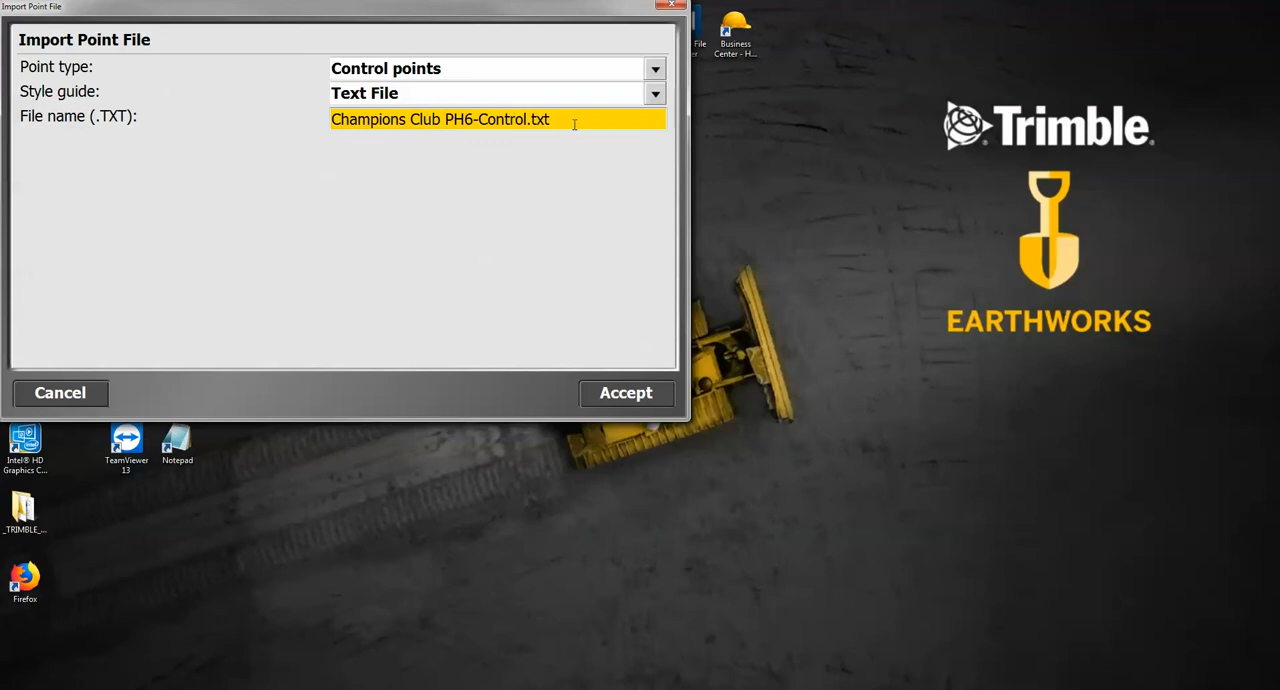 Import Point File
Import Point File
Point type:
Control points
Style guide:
Text File
File name (.TXT):
Champions Club PH6-Control.txt
Cancel
Accept
File
Business
Center - H...
Trimble
EARTHWORKS
Intel® HD
Graphics C...
TeamViewer
13
Notepad
_TRIMBLE_...
Firefox